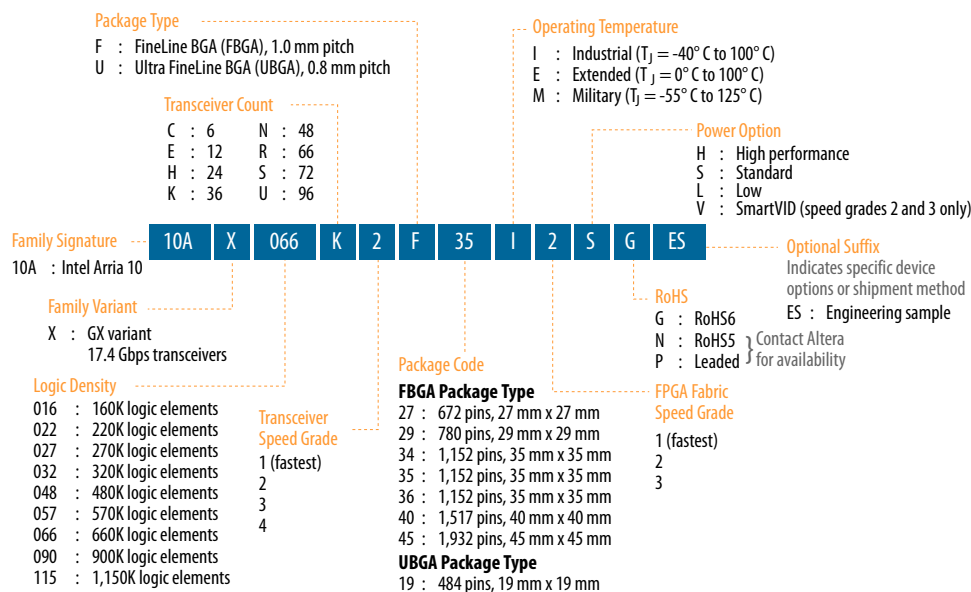 Package Type
F : FineLine BGA (FBGA), 1.0 mm pitch
U : Ultra FineLine BGA (UBGA), 0.8 mm pitch
Operating Temperature
I : Industrial (TJ = -40° C to 100° C)
E : Extended (T J = 0° C to 100° C)
M : Military (TJ = -55° C to 125° C)
Transceiver Count
C : 6 N : 48
E : 12 R : 66
H : 24 S : 72
K : 36 U : 96
Power Option
H : High performance
S : Standard
L : Low
V : SmartVID (speed grades 2 and 3 only)
Family Signature
10A : Intel Arria 10
10A X 066 K 2 F 35 I 2 S G ES
Optional Suffix
Indicates specific device
options or shipment method
ES : Engineering sample
Family Variant
X : GX variant
17.4 Gbps transceivers
RoHS
G : RoHS6
N : RoHS5
P : Leaded
} Contact Altera
for availability
Logic Density
016 : 160K logic elements
022 : 220K logic elements
027 : 270K logic elements
032 : 320K logic elements
048 : 480K logic elements
057 : 570K logic elements
066 : 660K logic elements
090 : 900K logic elements
115 : 1,150K logic elements
Transceiver
Speed Grade
1 (fastest)
2
3
4
Package Code
FBGA Package Type
27 : 672 pins, 27 mm x 27 mm
29 : 780 pins, 29 mm x 29 mm
34 : 1,152 pins, 35 mm x 35 mm
35 : 1,152 pins, 35 mm x 35 mm
36 : 1,152 pins, 35 mm x 35 mm
40 : 1,517 pins, 40 mm x 40 mm
45 : 1,932 pins, 45 mm x 45 mm
UBGA Package Type
19 : 484 pins, 19 mm x 19 mm
FPGA Fabric
Speed Grade
1 (fastest)
2
3